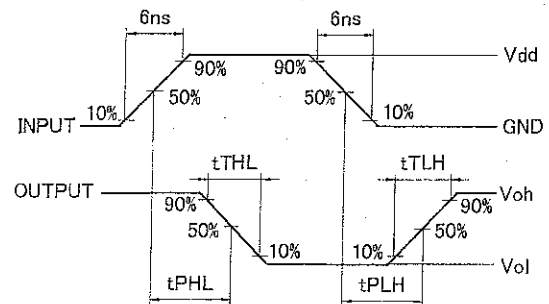 6ns 6ns
Vdd
90% 90%
50% 50%
10% 10%
INPUT GND
tTHL tTLH
OUTPUT Voh
90% 90%
50% 50%
10% 10%
Vol
tPHL tPLH